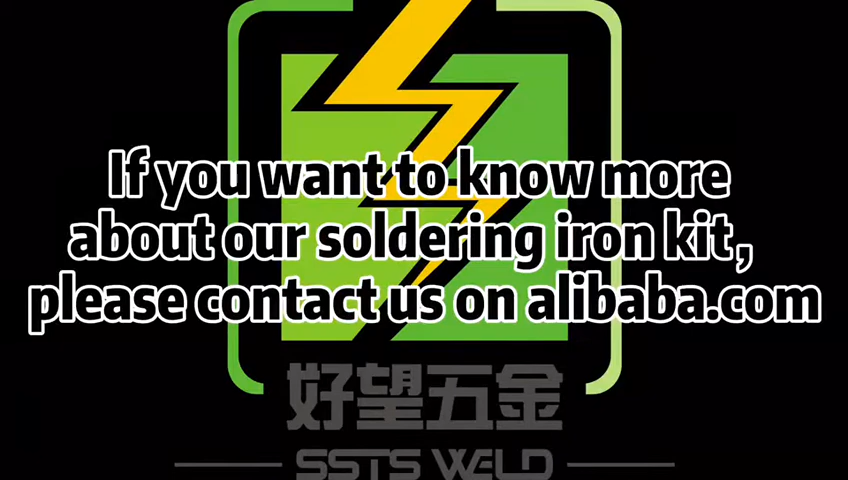 If you want to know more
about our soldering iron kit,
please contact us on alibaba.com
好望五金
SSTS WELD